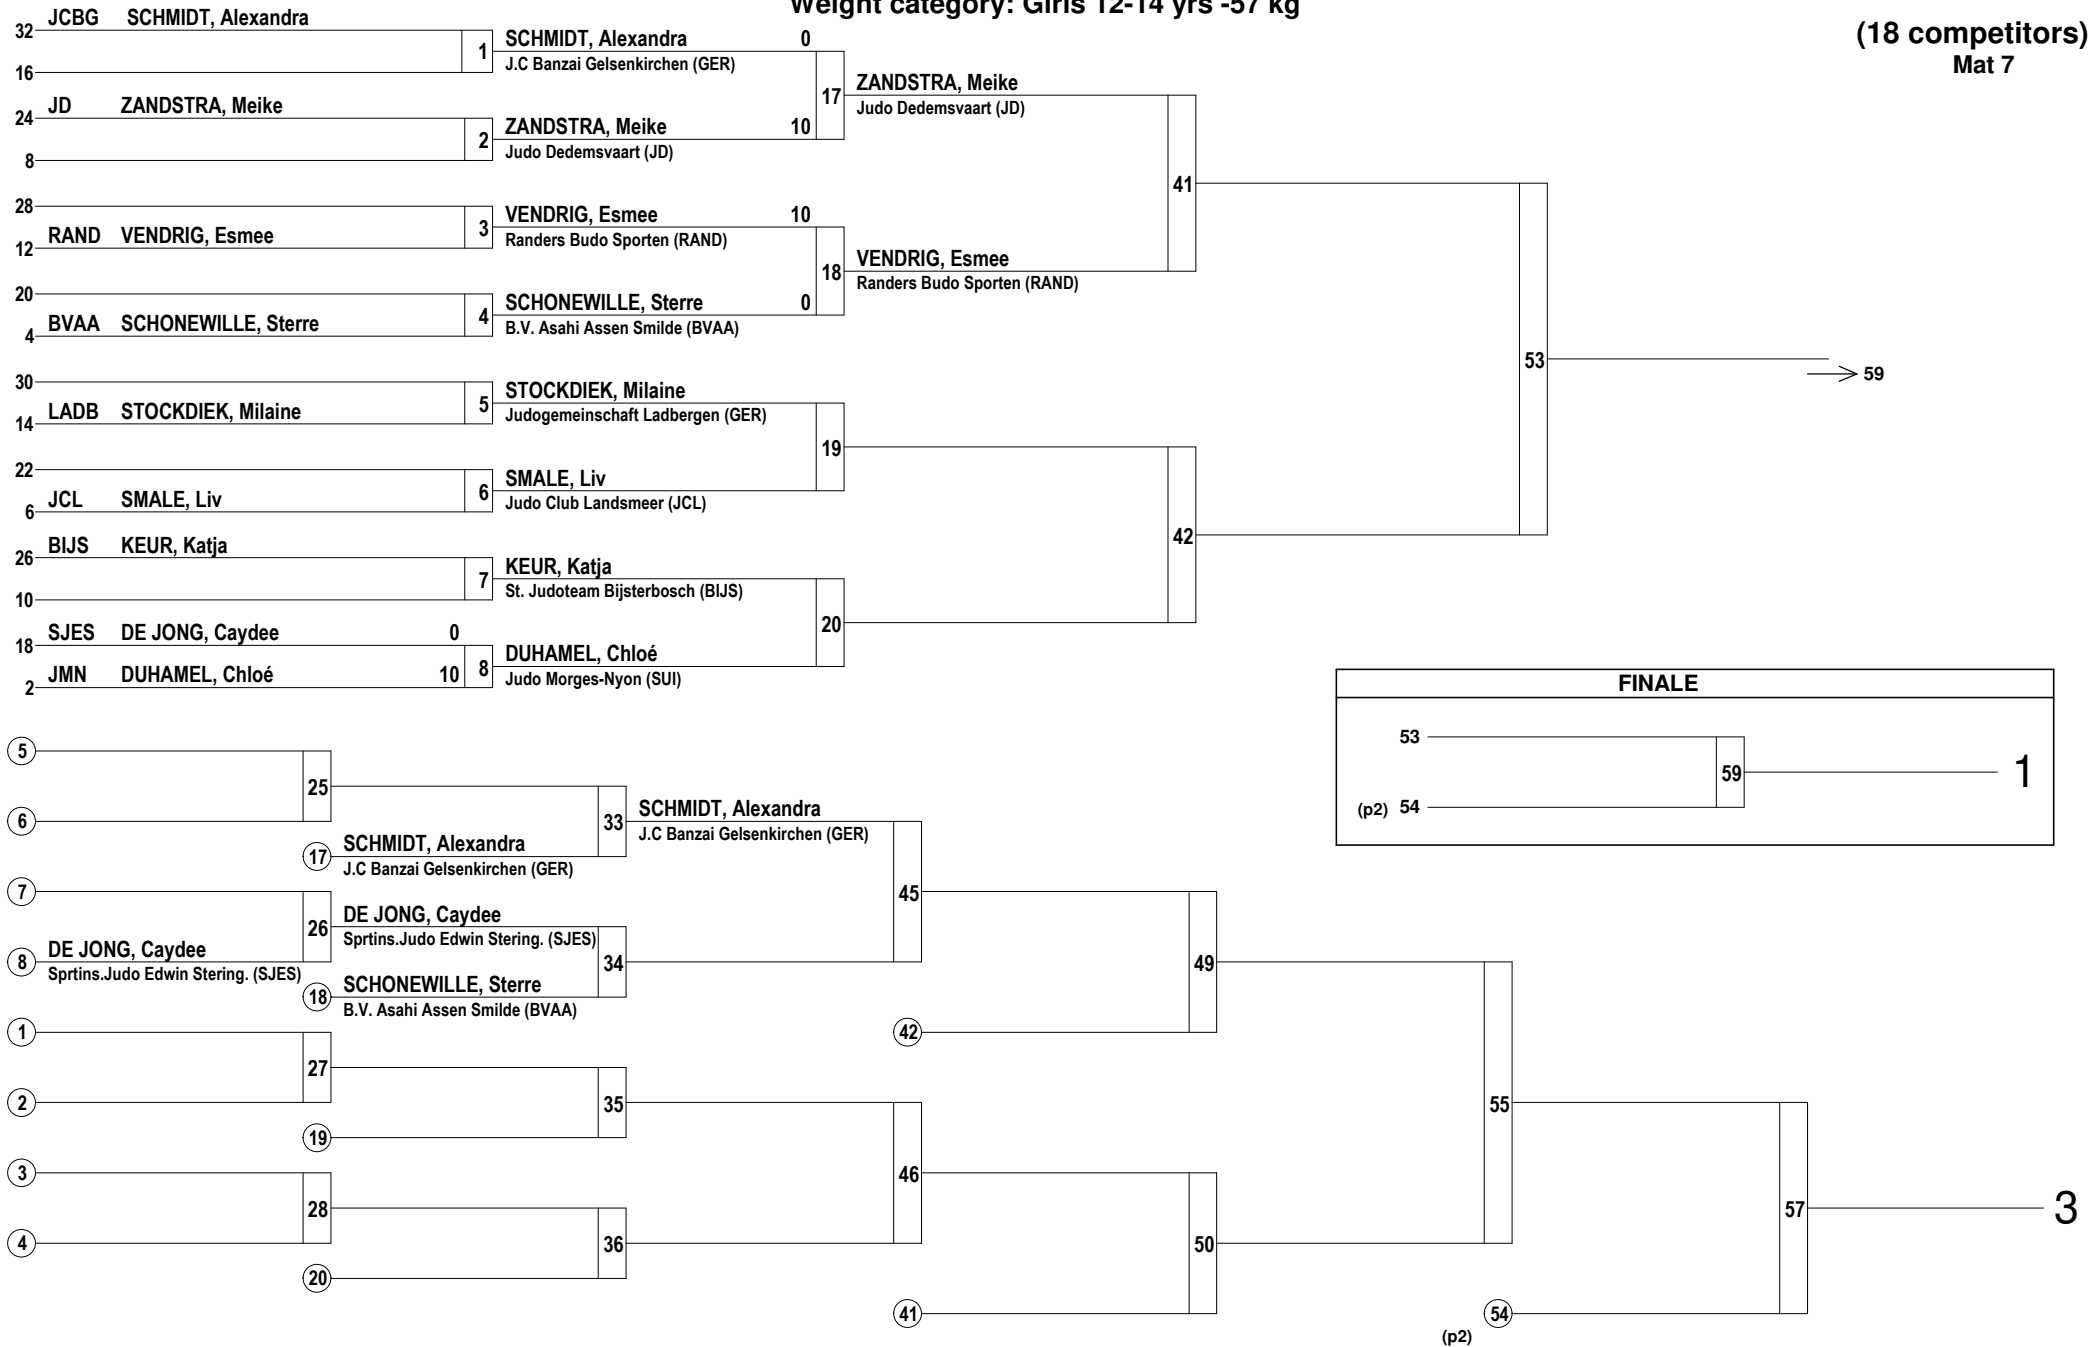 Weight category: Girls 12-14 yrs -57 kg
(18 competitors)
Mat 7
JCBG SCHMIDT, Alexandra
32
16
1
SCHMIDT, Alexandra 0
J.C Banzai Gelsenkirchen (GER)
JD ZANDSTRA, Meike
24
8
2
ZANDSTRA, Meike 10
Judo Dedemsvaart (JD)
17
ZANDSTRA, Meike
Judo Dedemsvaart (JD)
28
RAND VENDRIG, Esmee
12
3
VENDRIG, Esmee 10
Randers Budo Sporten (RAND)
20
BVAA SCHONEWILLE, Sterre
4
4
SCHONEWILLE, Sterre 0
B.V. Asahi Assen Smilde (BVAA)
18
VENDRIG, Esmee
Randers Budo Sporten (RAND)
41
30
LADB STOCKDIEK, Milaine
14
5
STOCKDIEK, Milaine
Judogemeinschaft Ladbergen (GER)
22
JCL SMALE, Liv
6
6
SMALE, Liv
Judo Club Landsmeer (JCL)
19
BIJS KEUR, Katja
26
10
7
KEUR, Katja
St. Judoteam Bijsterbosch (BIJS)
SJES DE JONG, Caydee 0
18
JMN DUHAMEL, Chloé 10
2
8
DUHAMEL, Chloé
Judo Morges-Nyon (SUI)
20
42
53
59
FINALE
53
(p2) 54
59
1
5
6
25
17 SCHMIDT, Alexandra
J.C Banzai Gelsenkirchen (GER)
33
SCHMIDT, Alexandra
J.C Banzai Gelsenkirchen (GER)
7
8 DE JONG, Caydee
Sprtins.Judo Edwin Stering. (SJES)
26
DE JONG, Caydee
Sprtins.Judo Edwin Stering. (SJES)
18 SCHONEWILLE, Sterre
B.V. Asahi Assen Smilde (BVAA)
34
45
42
49
1
2
27
19
35
3
4
28
20
36
46
41
50
55
54
(p2)
57
3